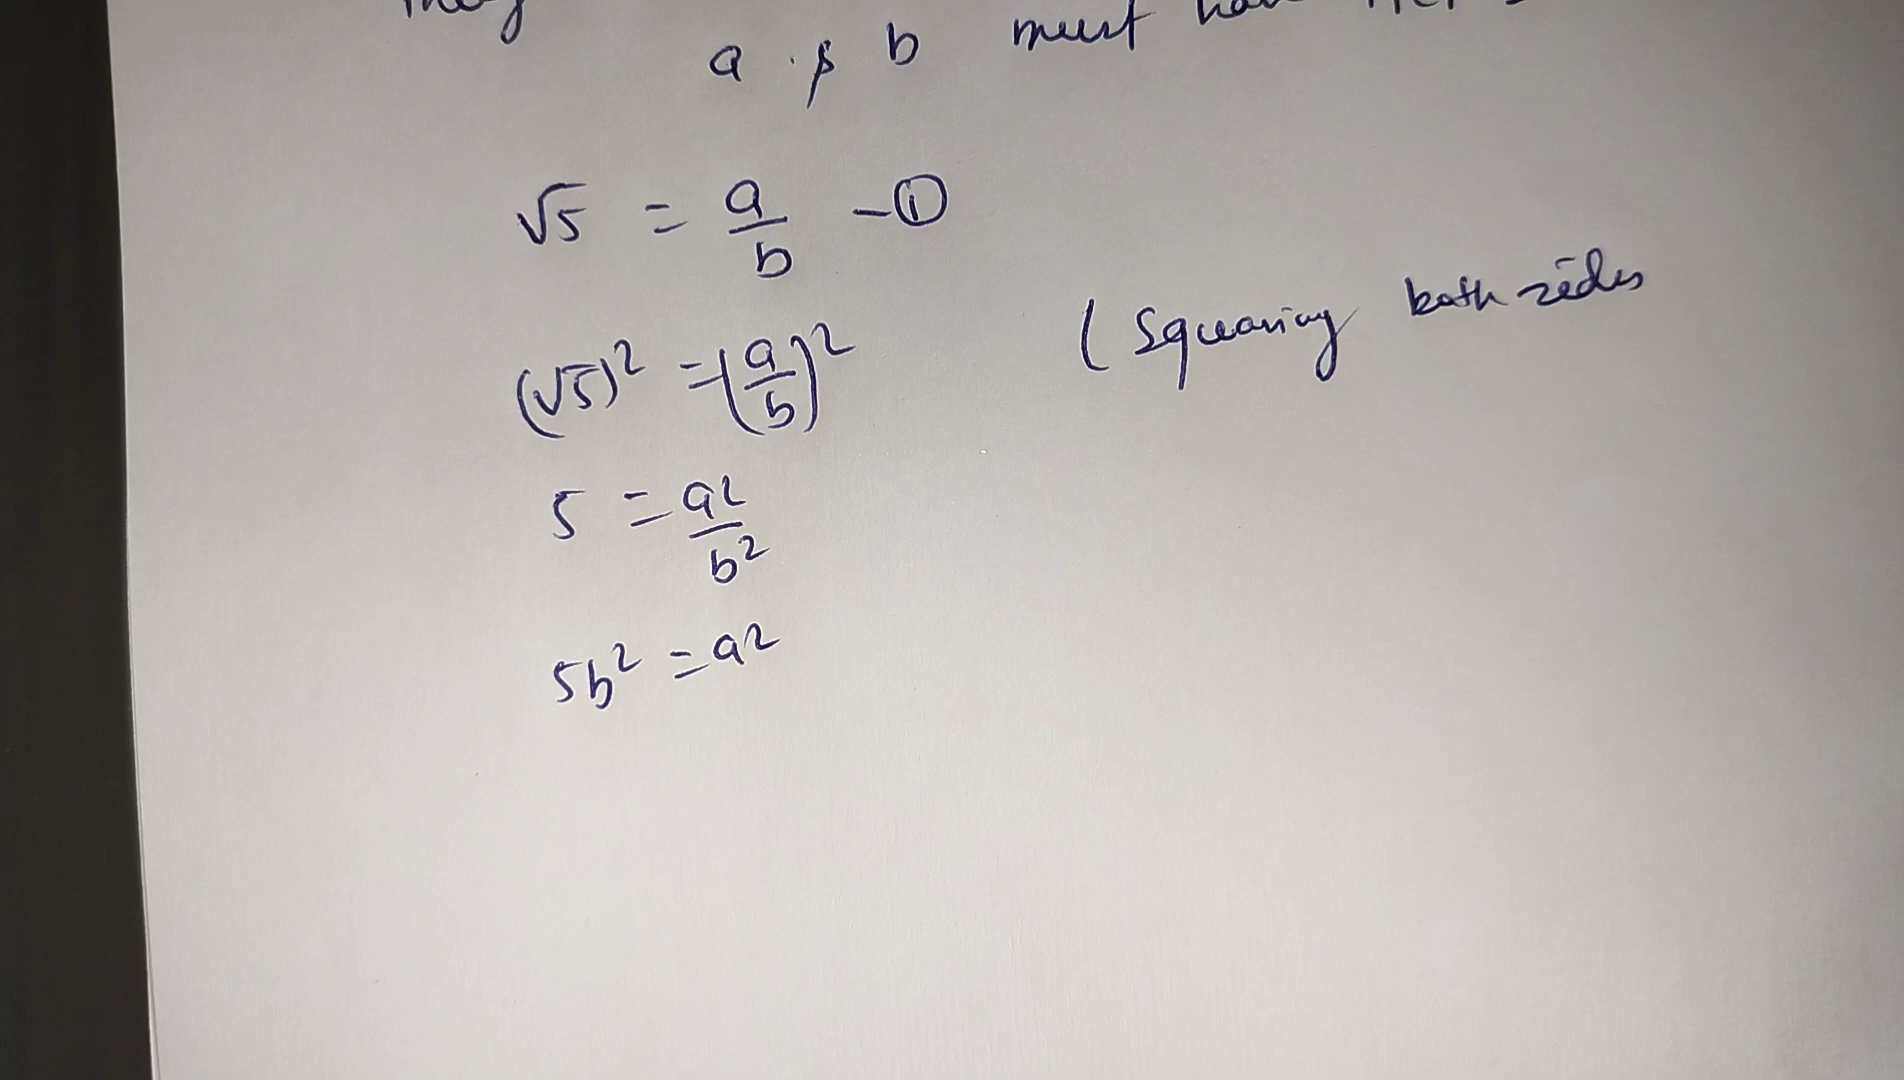 a & b must
√5 = a/b - ①
(√5)² = (a/b)² (Squaring both sides
5 = a²/b²
5b² = a²